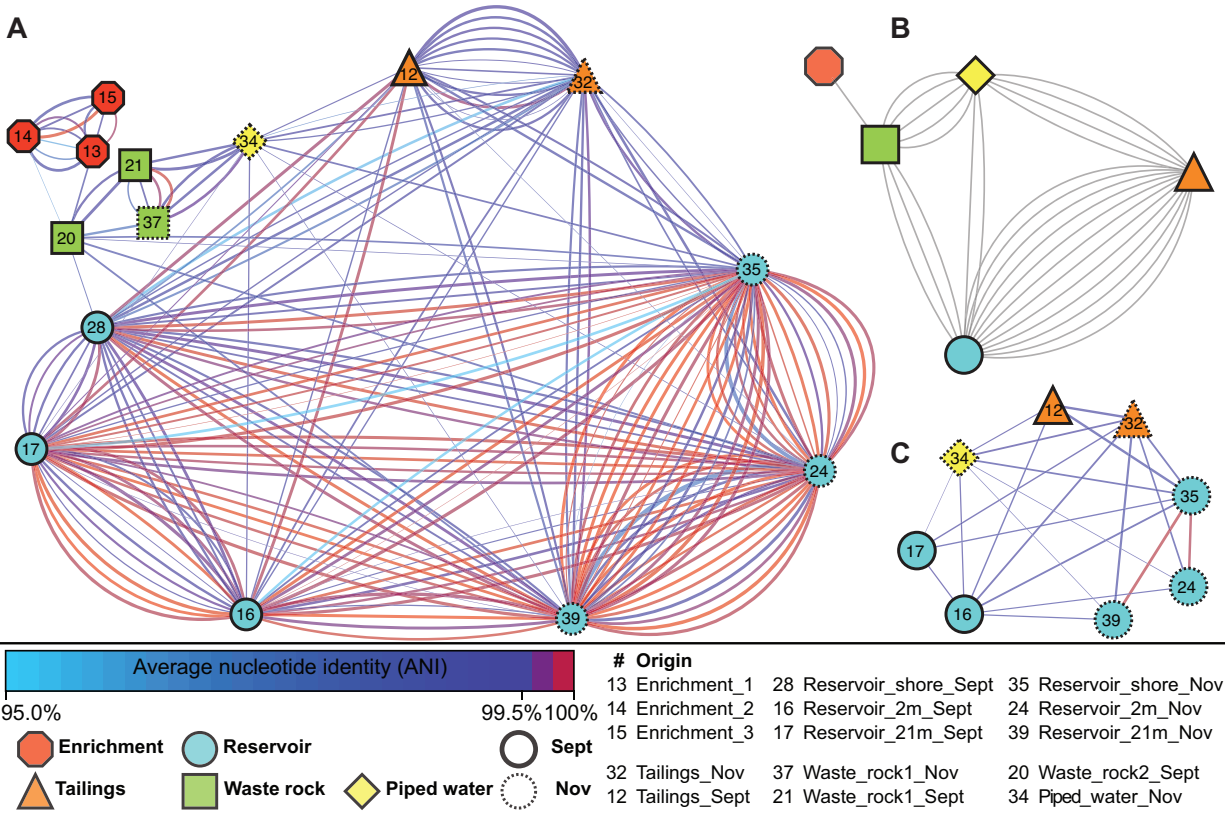 A
B
15
14
13
12
32
34
21
37
20
35
28
17
24
16
39
C
12
32
34
35
17
24
16
39
Average nucleotide identity (ANI)
95.0% 99.5% 100%
Enrichment Reservoir Sept
Tailings Waste rock Piped water Nov
# Origin
13 Enrichment_1 28 Reservoir_shore_Sept 35 Reservoir_shore_Nov
14 Enrichment_2 16 Reservoir_2m_Sept 24 Reservoir_2m_Nov
15 Enrichment_3 17 Reservoir_21m_Sept 39 Reservoir_21m_Nov
32 Tailings_Nov 37 Waste_rock1_Nov 20 Waste_rock2_Sept
12 Tailings_Sept 21 Waste_rock1_Sept 34 Piped_water_Nov